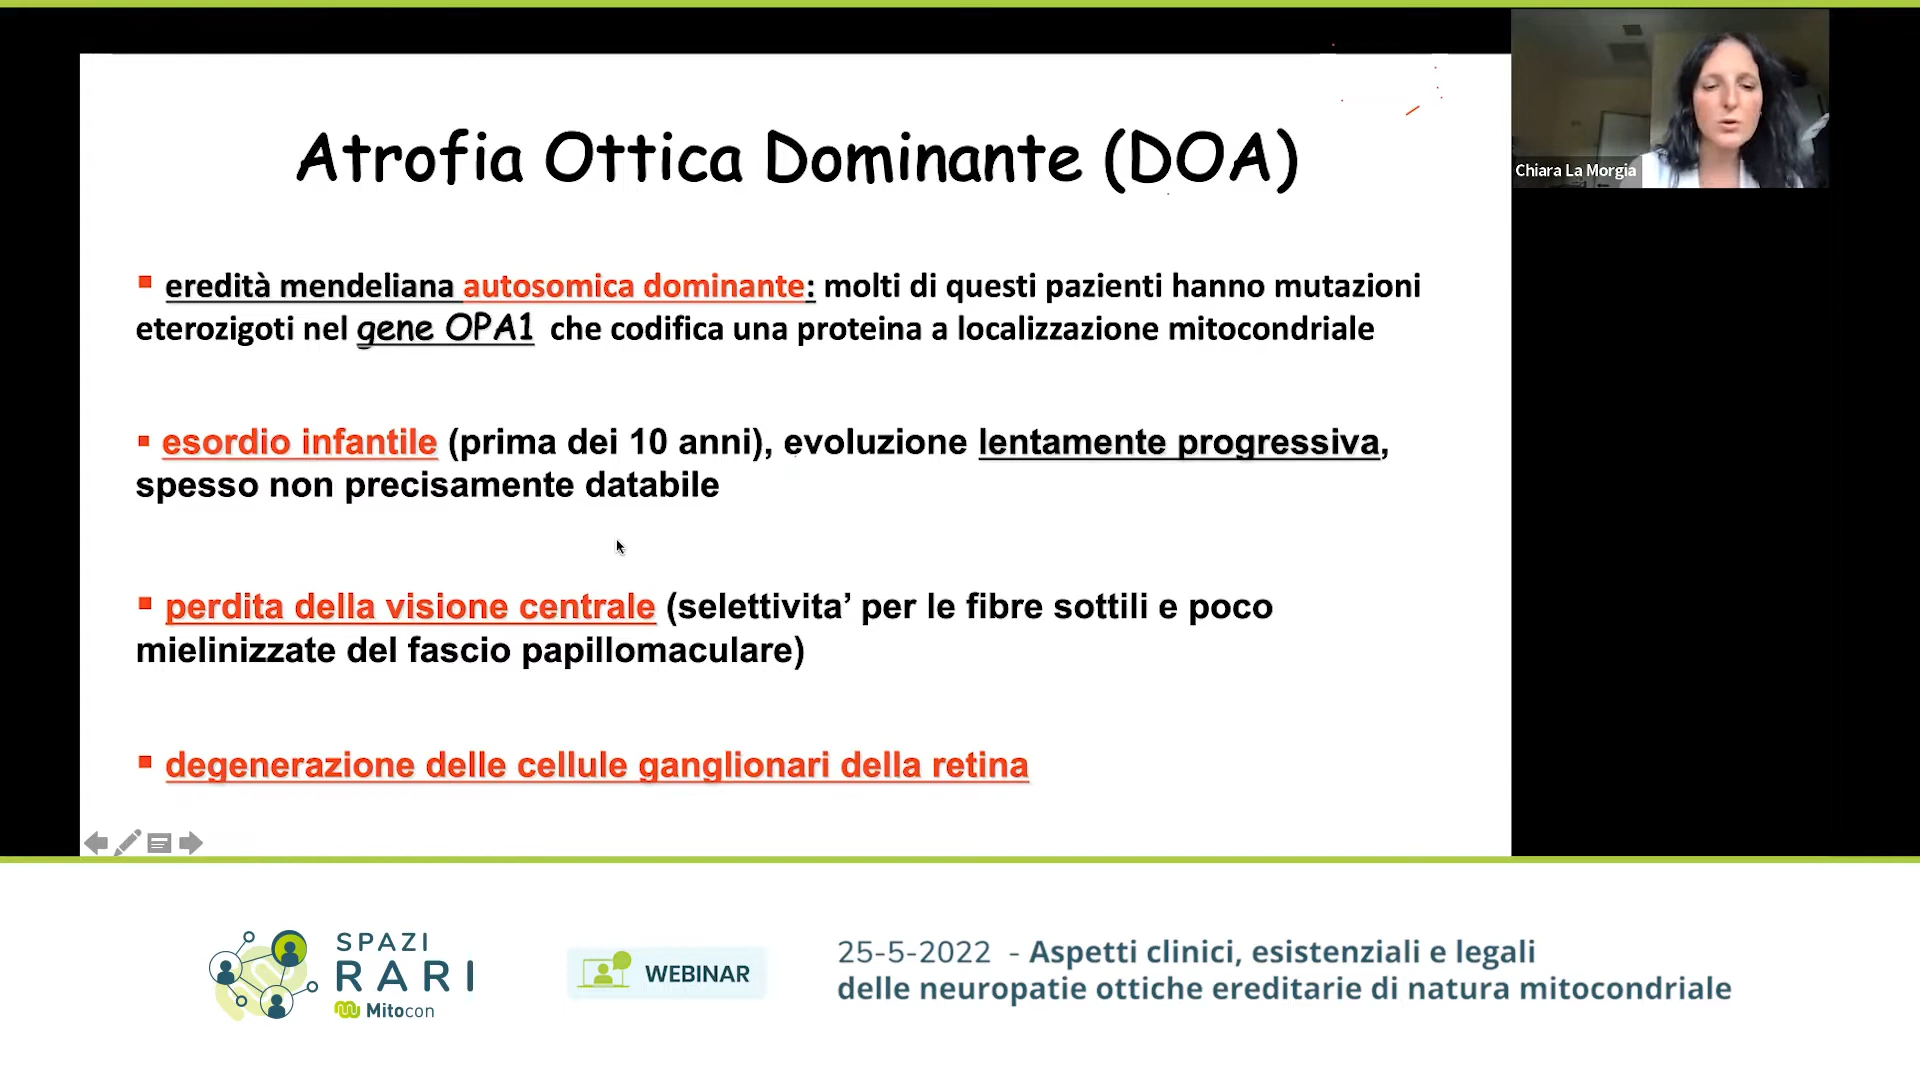 Atrofia Ottica Dominante (DOA)
Chiara La Morgia
▪ eredità mendeliana autosomica dominante: molti di questi pazienti hanno mutazioni
eterozigoti nel gene OPA1 che codifica una proteina a localizzazione mitocondriale
▪ esordio infantile (prima dei 10 anni), evoluzione lentamente progressiva,
spesso non precisamente databile
▪ perdita della visione centrale (selettivita’ per le fibre sottili e poco
mielinizzate del fascio papillomaculare)
▪ degenerazione delle cellule ganglionari della retina
SPAZI
RARI
Mitocon
WEBINAR
25-5-2022 - Aspetti clinici, esistenziali e legali
delle neuropatie ottiche ereditarie di natura mitocondriale